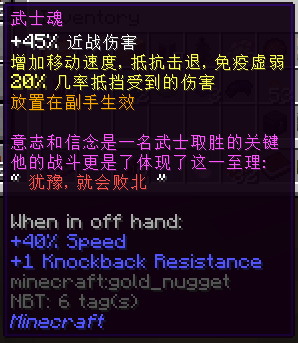 武士魂
+45% 近战伤害
增加移动速度, 抵抗击退, 免疫虚弱
20% 几率抵挡受到的伤害
放置在副手生效
意志和信念是一名武士取胜的关键
他的战斗更是了体现了这一至理:
“ 犹豫, 就会败北 ”
When in off hand:
+40% Speed
+1 Knockback Resistance
minecraft:gold_nugget
NBT: 6 tag(s)
Minecraft